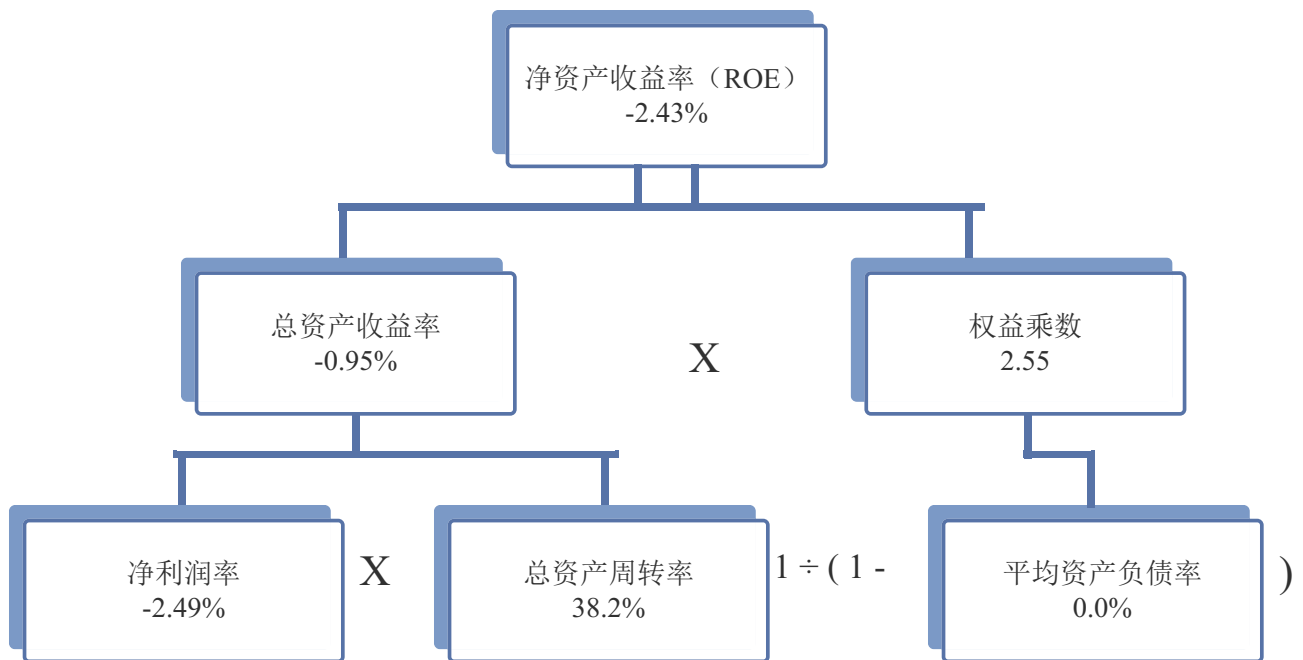 净资产收益率（ROE）
-2.43%
总资产收益率
-0.95%
X
权益乘数
2.55
净利润率
-2.49%
X
总资产周转率
38.2%
1 ÷ ( 1 -
平均资产负债率
0.0%
)